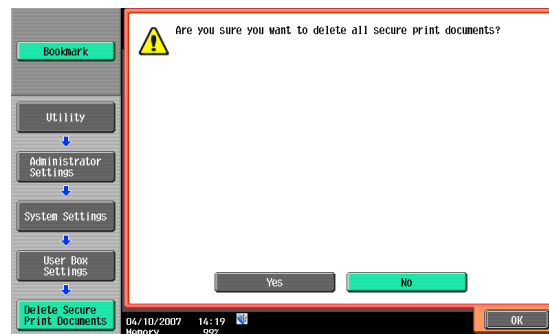 Are you sure you want to delete all secure print documents?
Bookmark
Utility
Administrator
Settings
System Settings
User Box
Settings
Delete Secure
Print Documents
Yes
No
04/10/2007 14:19
Memory 99%
OK